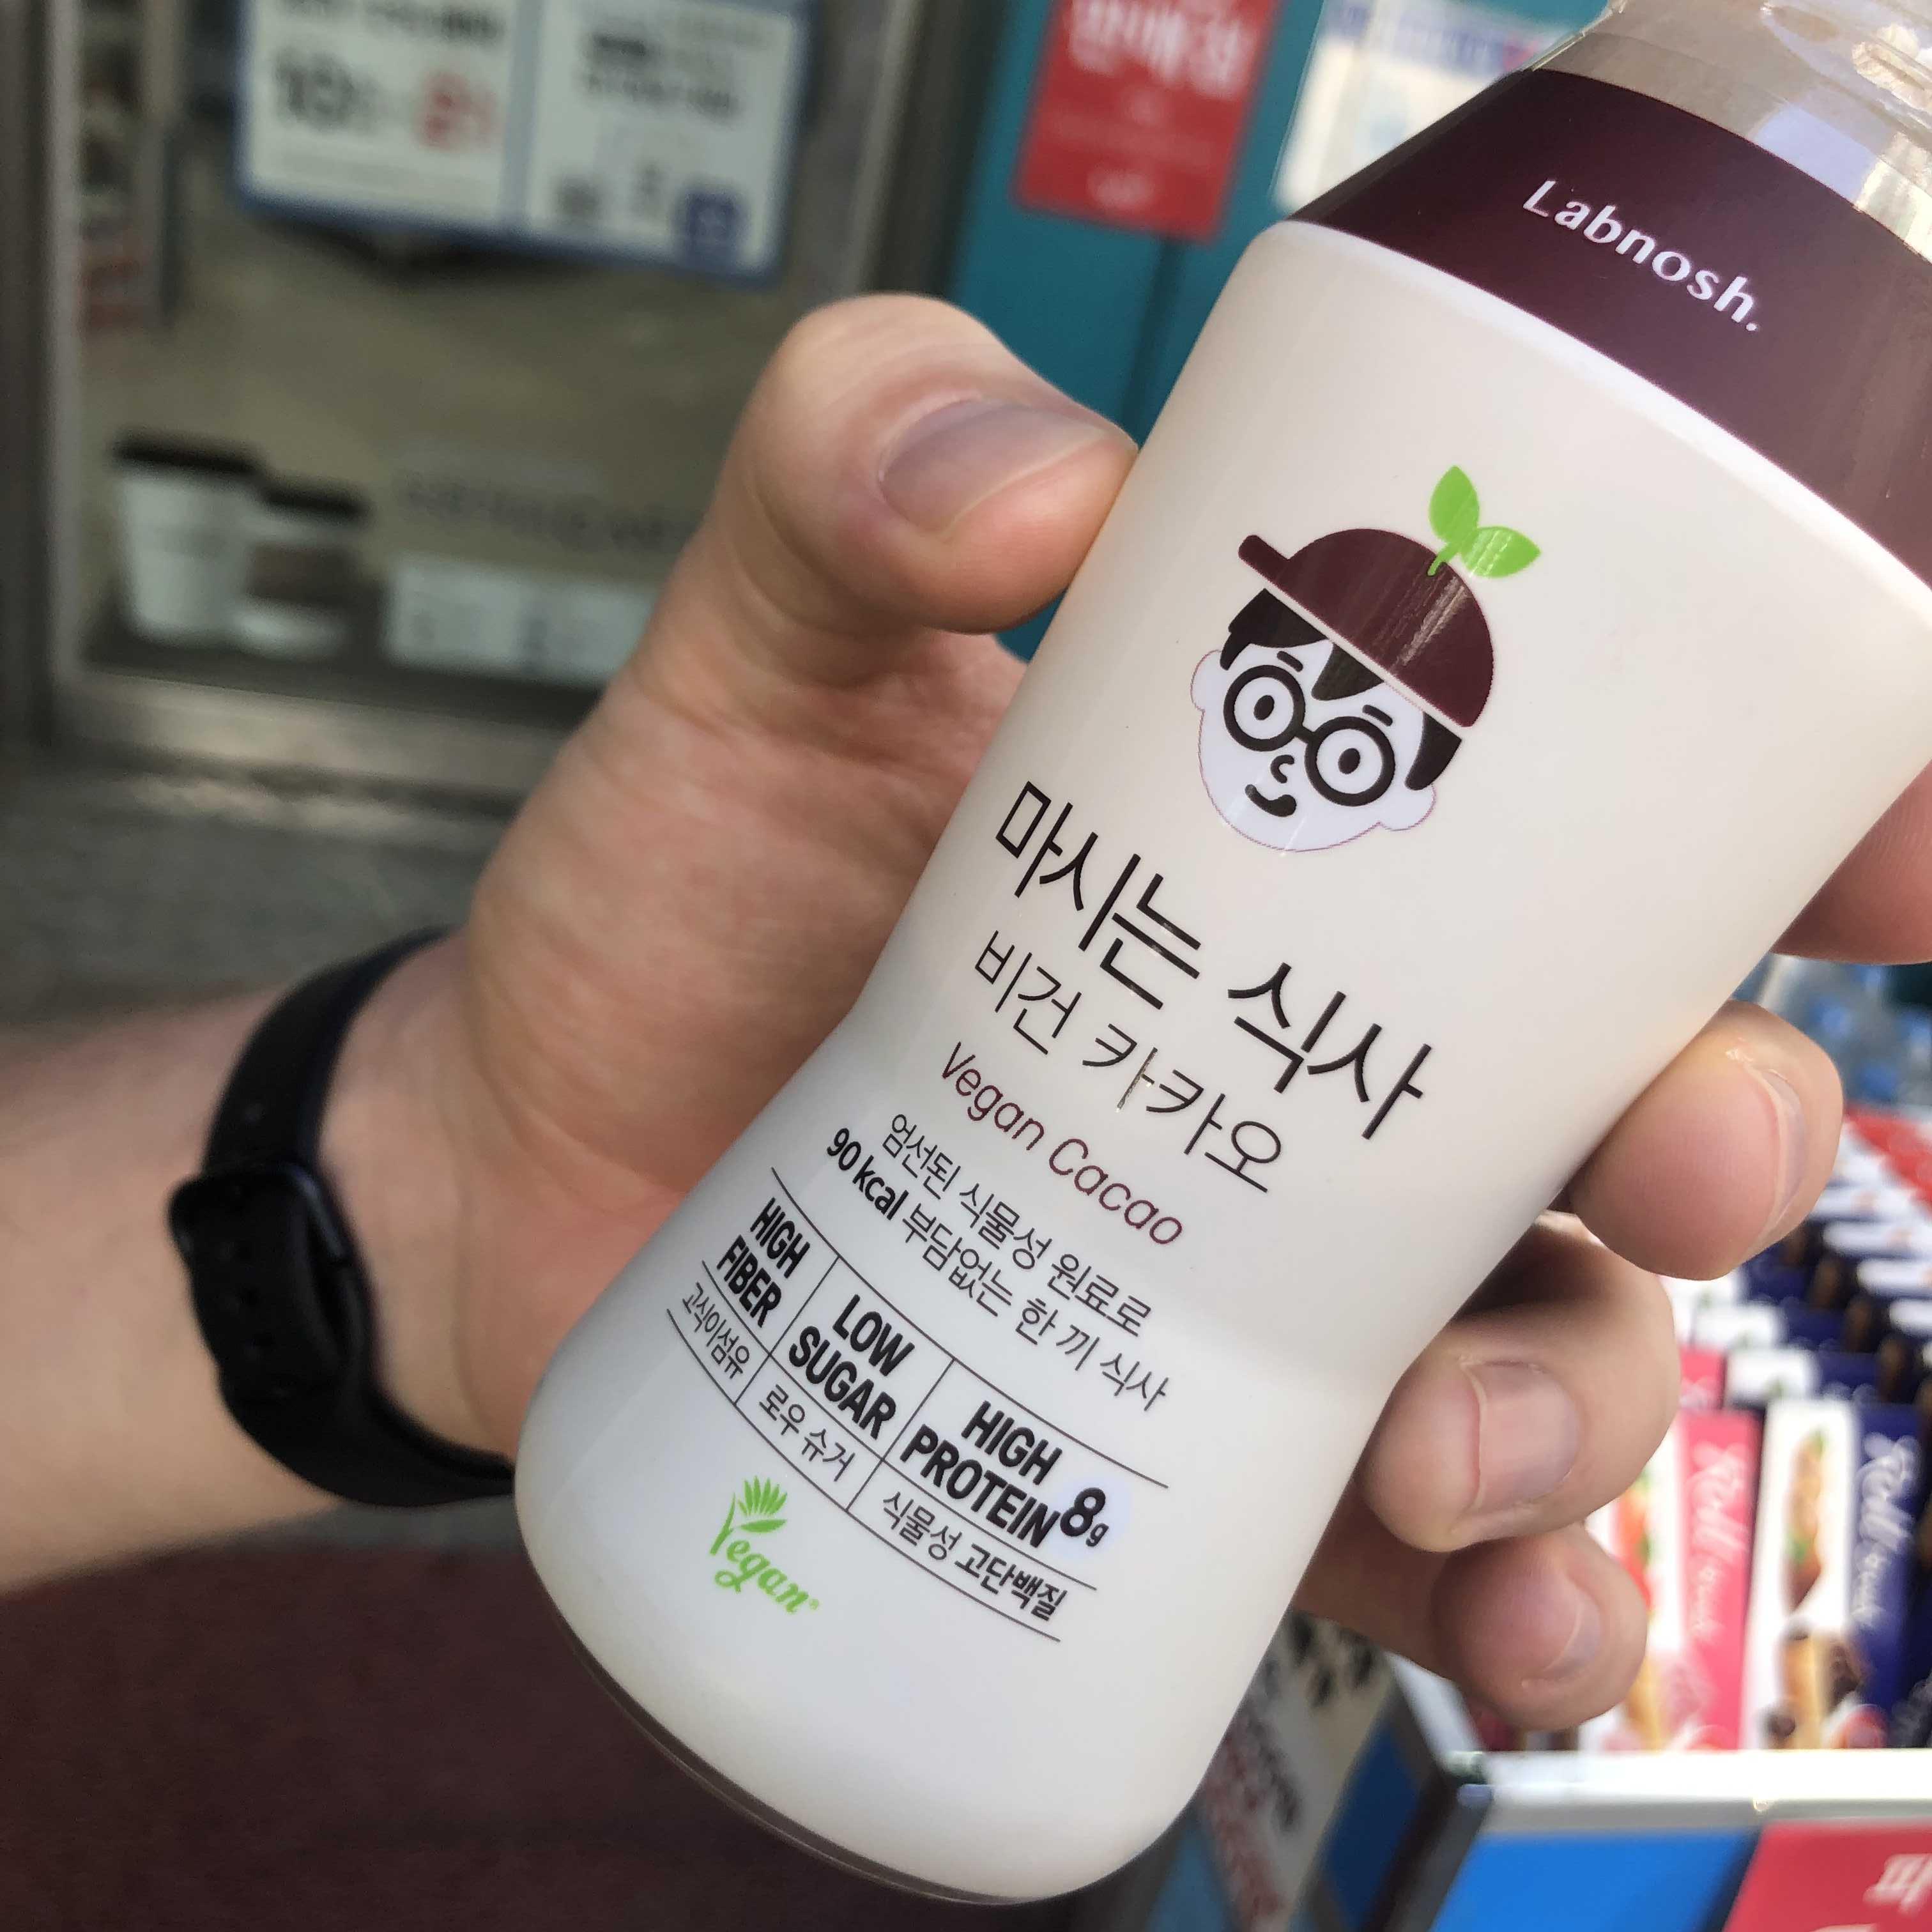 Labnosh.
마시는 식사
비건 카카오
Vegan Cacao
엄선된 식물성 원료로
90 kcal 부담없는 한 끼 식사
HIGH
FIBER
고식이섬유
LOW
SUGAR
로우 슈거
HIGH
PROTEIN 8g
식물성 고단백질
Vegan®
Roll
Roll